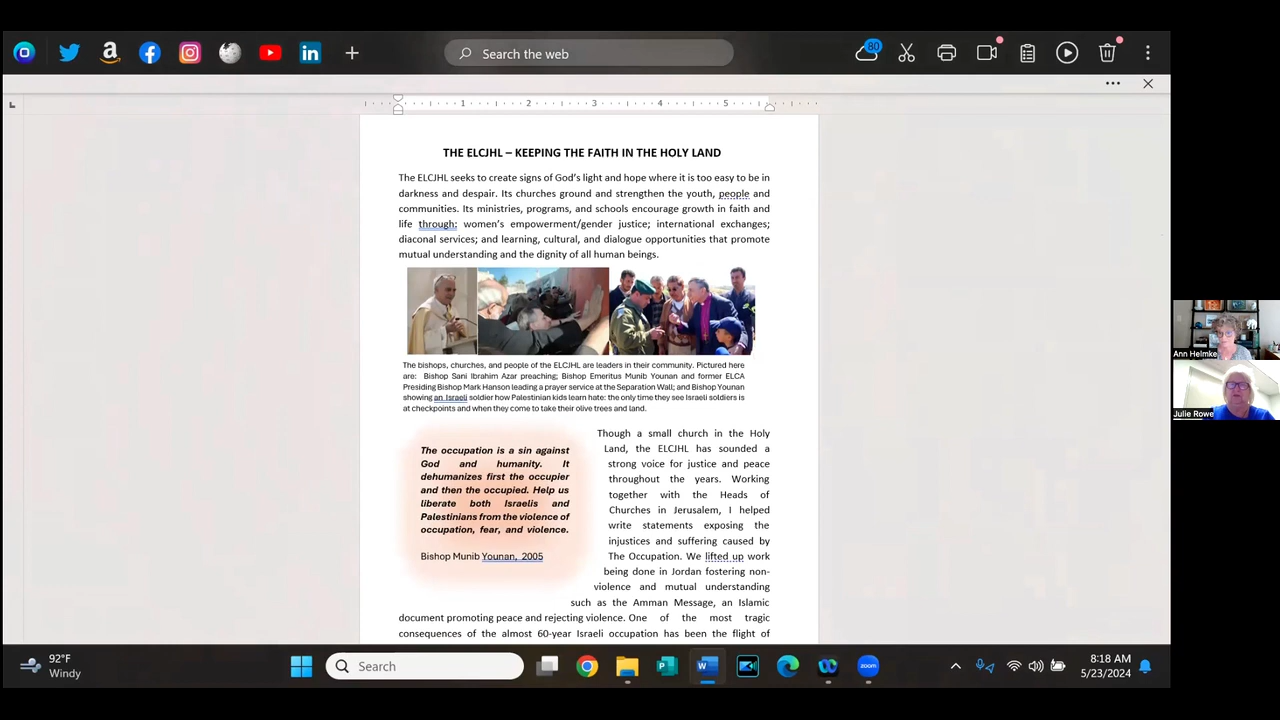 Search the web
80
1 2 3 4 5
THE ELCJHL – KEEPING THE FAITH IN THE HOLY LAND
The ELCJHL seeks to create signs of God's light and hope where it is too easy to be in
darkness and despair. Its churches ground and strengthen the youth, people and
communities. Its ministries, programs, and schools encourage growth in faith and
life through: women's empowerment/gender justice; international exchanges;
diaconal services; and learning, cultural, and dialogue opportunities that promote
mutual understanding and the dignity of all human beings.
The bishops, churches, and people of the ELCJHL are leaders in their community. Pictured here
are: Bishop Sani Ibrahim Azar preaching; Bishop Emeritus Munib Younan and former ELCA
Presiding Bishop Mark Hanson leading a prayer service at the Separation Wall; and Bishop Younan
showing an Israeli soldier how Palestinian kids learn hate: the only time they see Israeli soldiers is
at checkpoints and when they come to take their olive trees and land.
The occupation is a sin against
God and humanity. It
dehumanizes first the occupier
and then the occupied. Help us
liberate both Israelis and
Palestinians from the violence of
occupation, fear, and violence.
Bishop Munib Younan, 2005
Though a small church in the Holy
Land, the ELCJHL has sounded a
strong voice for justice and peace
throughout the years. Working
together with the Heads of
Churches in Jerusalem, I helped
write statements exposing the
injustices and suffering caused by
The Occupation. We lifted up work
being done in Jordan fostering non-
violence and mutual understanding
such as the Amman Message, an Islamic
document promoting peace and rejecting violence. One of the most tragic
consequences of the almost 60-year Israeli occupation has been the flight of
Ann Helmke
Julie Rowe
92°F
Windy
Search
zoom
8:18 AM
5/23/2024